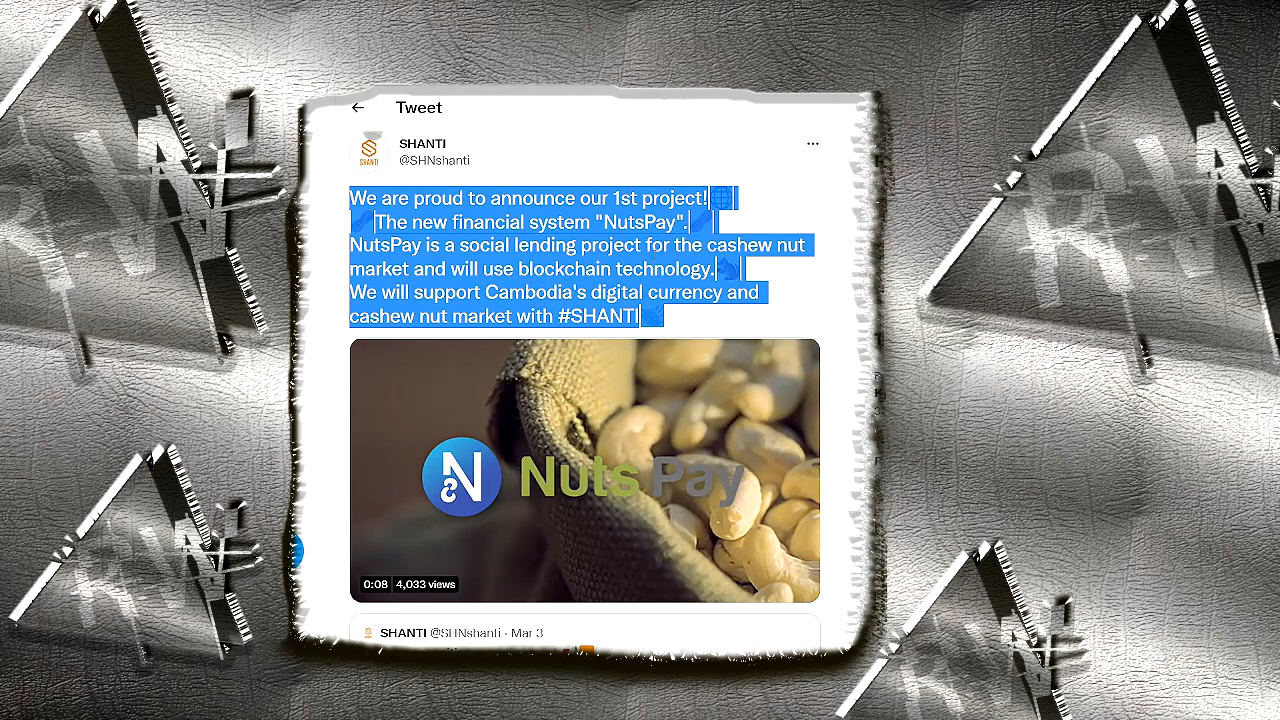 Tweet
SHANTI
@SHNshanti
SHANTI
We are proud to announce our 1st project!
The new financial system "NutsPay".
NutsPay is a social lending project for the cashew nut
market and will use blockchain technology.
We will support Cambodia's digital currency and
cashew nut market with #SHANTI
N Nuts Pay
0:08 4,033 views
SHANTI @SHNshanti · Mar 3